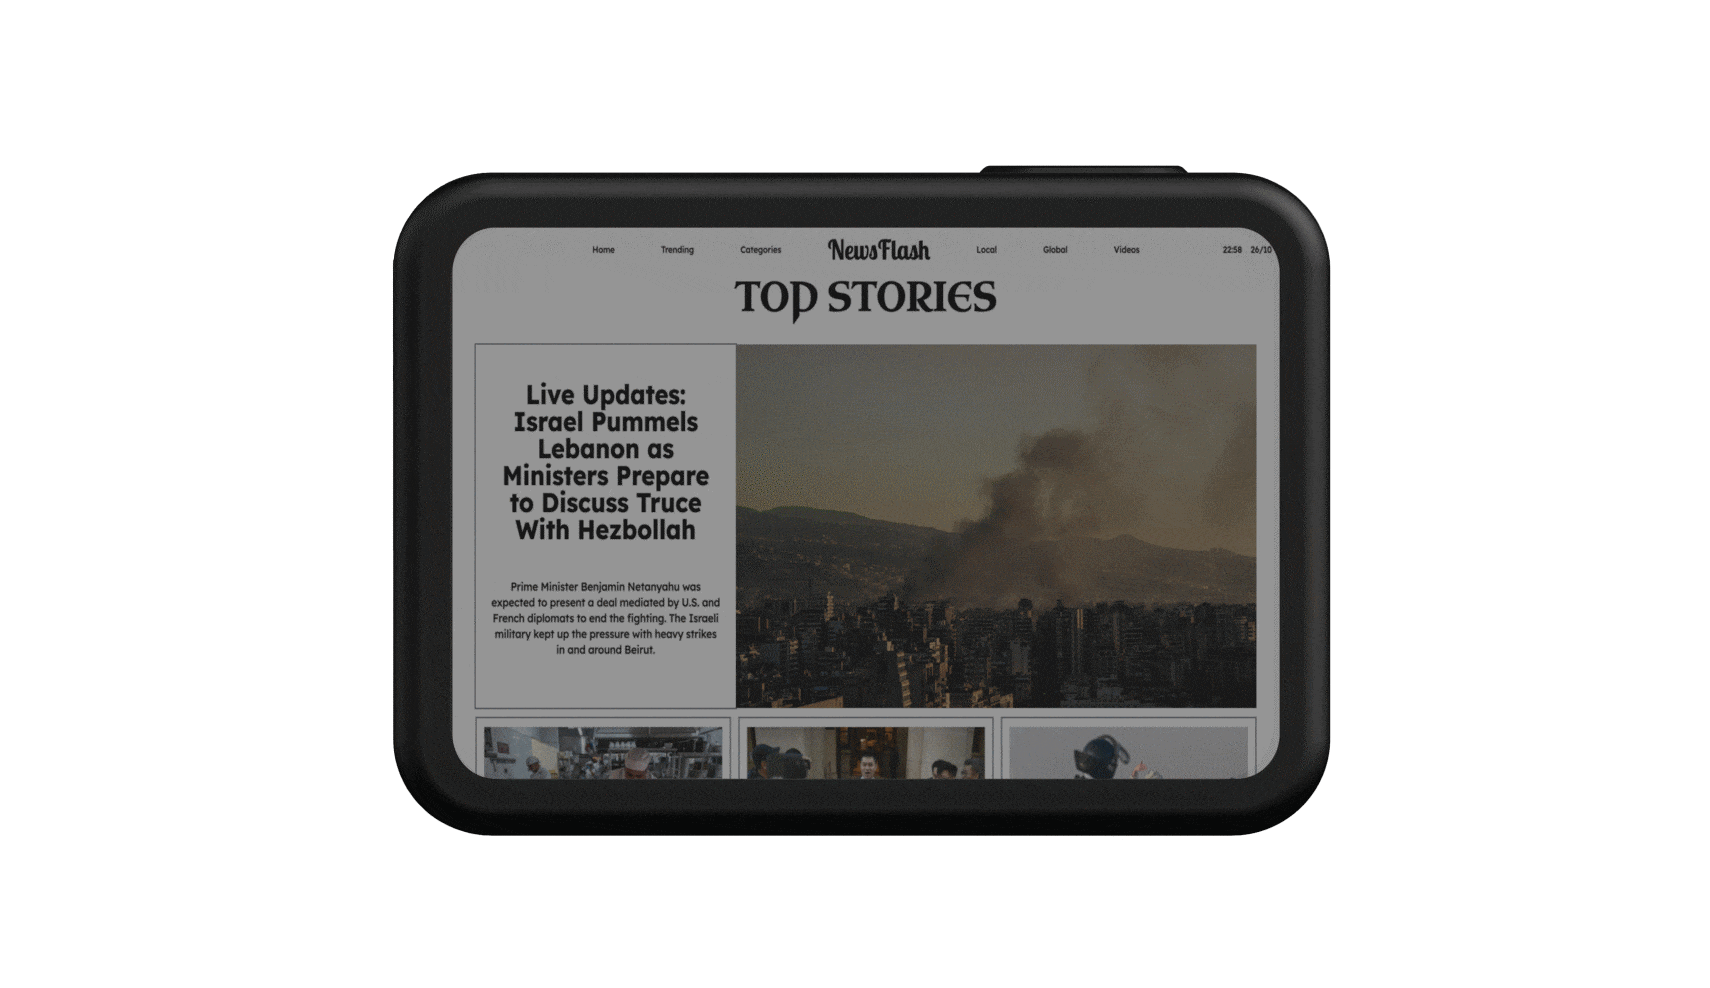 Home Trending Categories NewsFlash Local Global Videos 22:58 26/10
TOP STORIES
Live Updates:
Israel Pummels
Lebanon as
Ministers Prepare
to Discuss Truce
With Hezbollah
Prime Minister Benjamin Netanyahu was
expected to present a deal mediated by U.S. and
French diplomats to end the fighting. The Israeli
military kept up the pressure with heavy strikes
in and around Beirut.